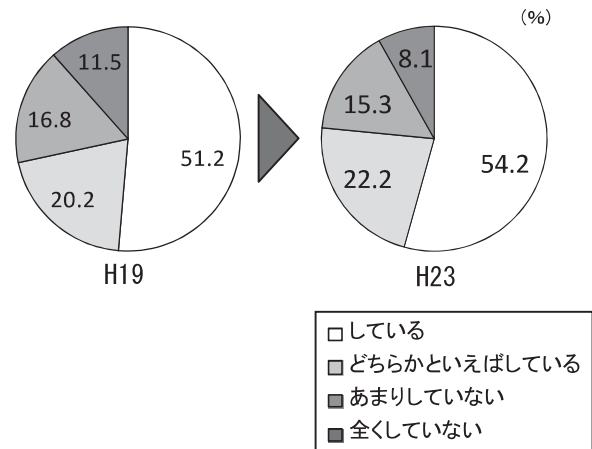 (%)
11.5
16.8
20.2
51.2
H19
8.1
15.3
22.2
54.2
H23
している
どちらかといえばしている
あまりしていない
全くしていない